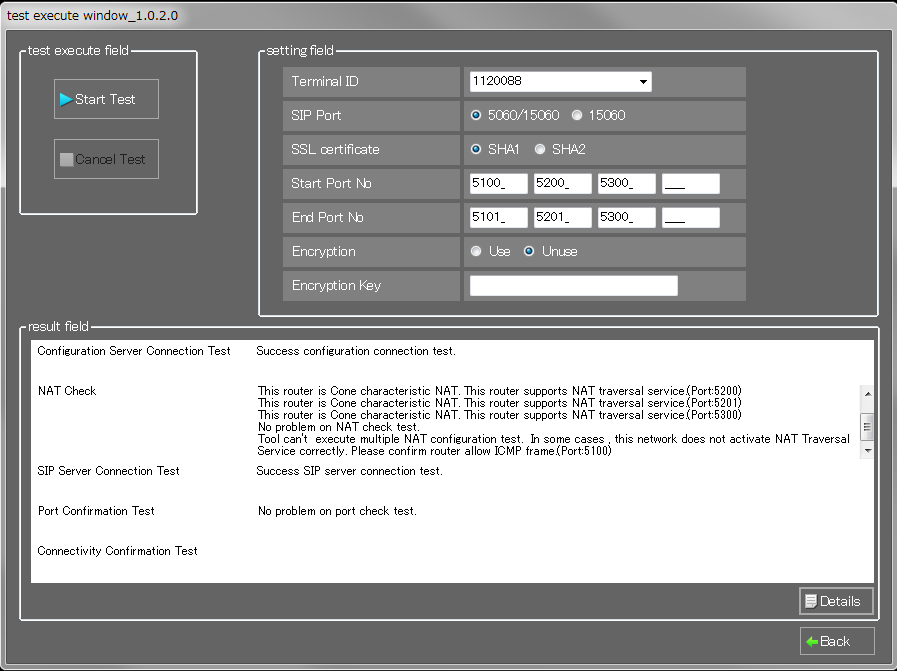 test execute window_1.0.2.0
test execute field
Start Test
Cancel Test
setting field
Terminal ID 1120088
SIP Port 5060/15060 15060
SSL certificate SHA1 SHA2
Start Port No 5100_ 5200_ 5300_ ___
End Port No 5101_ 5201_ 5300_ ___
Encryption Use Unuse
Encryption Key
result field
Configuration Server Connection Test Success configuration connection test.
NAT Check This router is Cone characteristic NAT. This router supports NAT traversal service.(Port:5200)
This router is Cone characteristic NAT. This router supports NAT traversal service.(Port:5201)
This router is Cone characteristic NAT. This router supports NAT traversal service.(Port:5300)
No problem on NAT check test.
Tool can't execute multiple NAT configuration test. In some cases , this network does not activate NAT Traversal
Service correctly. Please confirm router allow ICMP frame.(Port:5100)
SIP Server Connection Test Success SIP server connection test.
Port Confirmation Test No problem on port check test.
Connectivity Confirmation Test
Details
Back